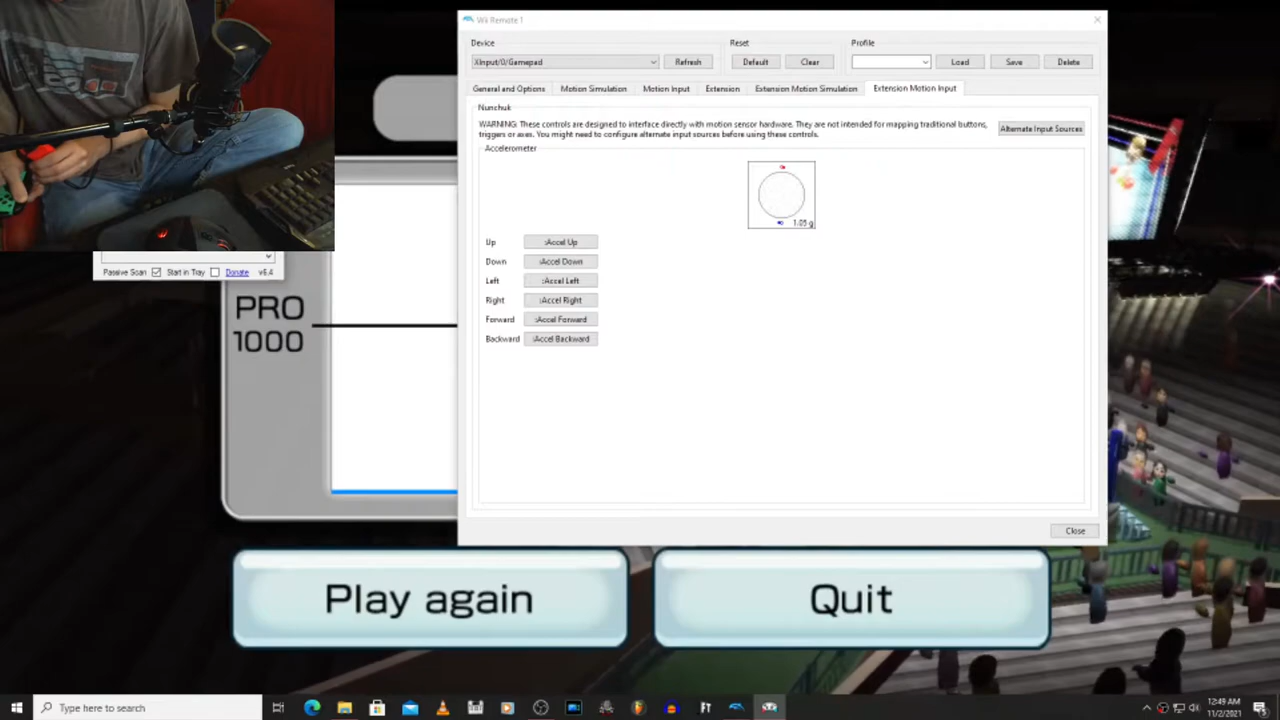 Wii Remote 1
Device
Reset
Profile
XInput/0/Gamepad
Refresh
Default
Clear
Load
Save
Delete
General and Options
Motion Simulation
Motion Input
Extension
Extension Motion Simulation
Extension Motion Input
Nunchuk
WARNING: These controls are designed to interface directly with motion sensor hardware. They are not intended for mapping traditional buttons,
triggers or axes. You might need to configure alternate input sources before using these controls.
Alternate Input Sources
Accelerometer
1.05 g
Up
:Accel Up
Down
:Accel Down
Left
:Accel Left
Right
:Accel Right
Forward
:Accel Forward
Backward
:Accel Backward
Passive Scan
Start in Tray
Donate
v6.4
PRO
1000
Close
Play again
Quit
Type here to search
12:49 AM
11/2/2021